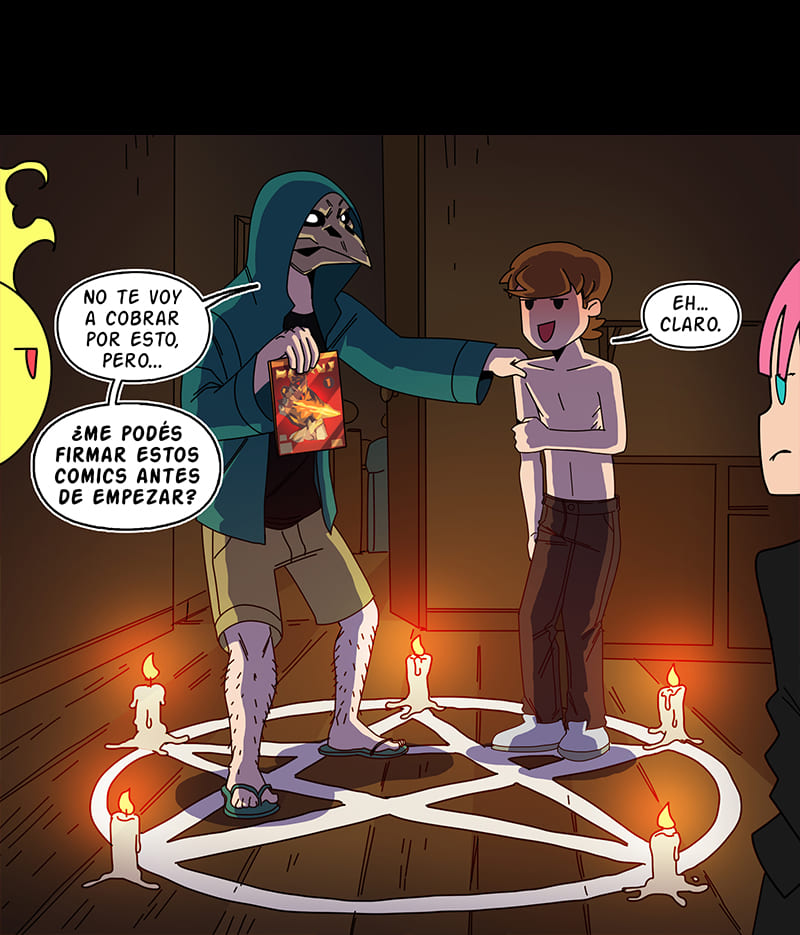 NO TE VOY
A COBRAR
POR ESTO,
PERO...
¿ME PODÉS
FIRMAR ESTOS
COMICS ANTES
DE EMPEZAR?
EH...
CLARO.